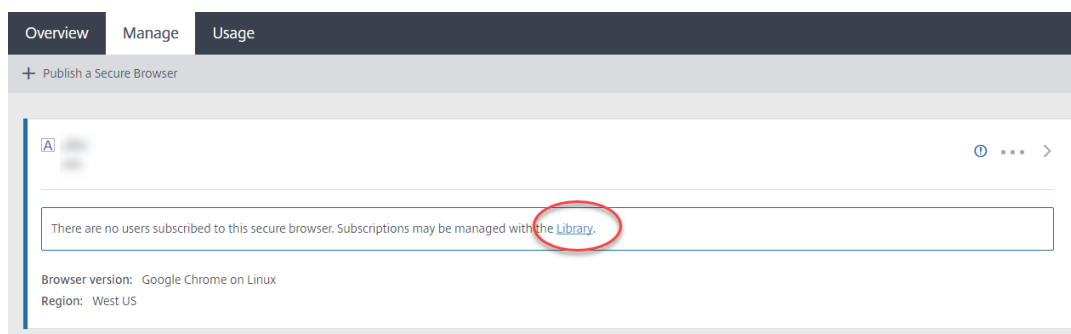 Overview Manage Usage
+ Publish a Secure Browser
A
There are no users subscribed to this secure browser. Subscriptions may be managed with the Library.
Browser version: Google Chrome on Linux
Region: West US